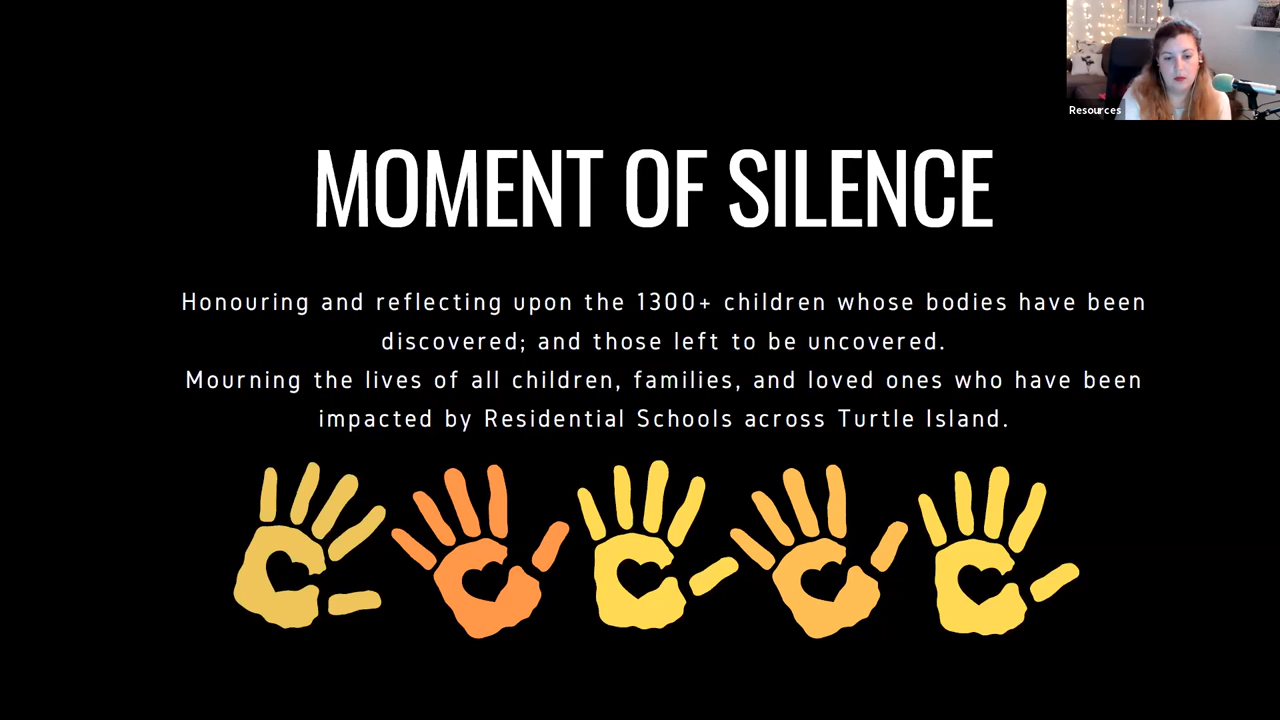 Resources
MOMENT OF SILENCE
Honouring and reflecting upon the 1300+ children whose bodies have been
discovered; and those left to be uncovered.
Mourning the lives of all children, families, and loved ones who have been
impacted by Residential Schools across Turtle Island.